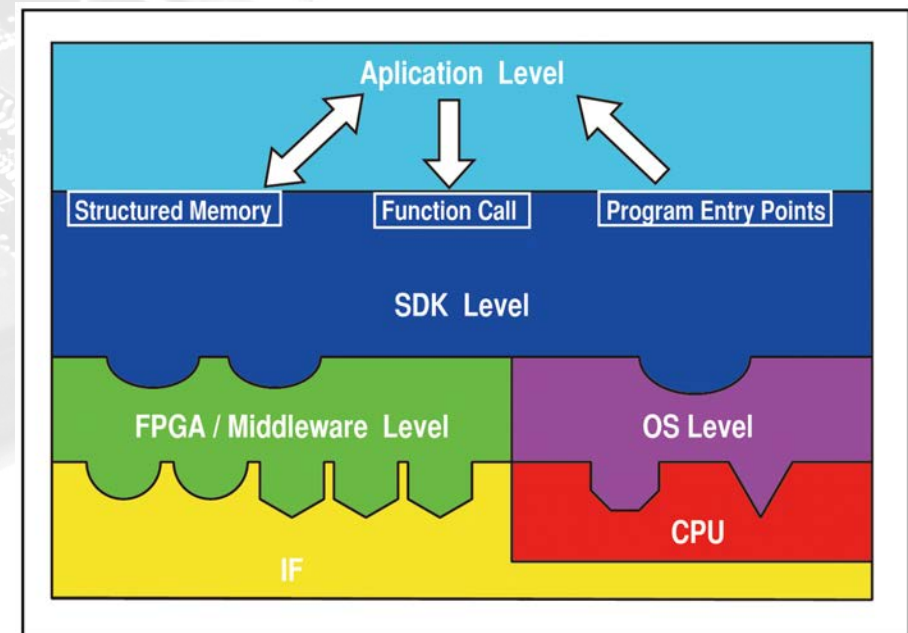 Aplication Level
Structured Memory
Function Call
Program Entry Points
SDK Level
FPGA / Middleware Level
OS Level
CPU
IF